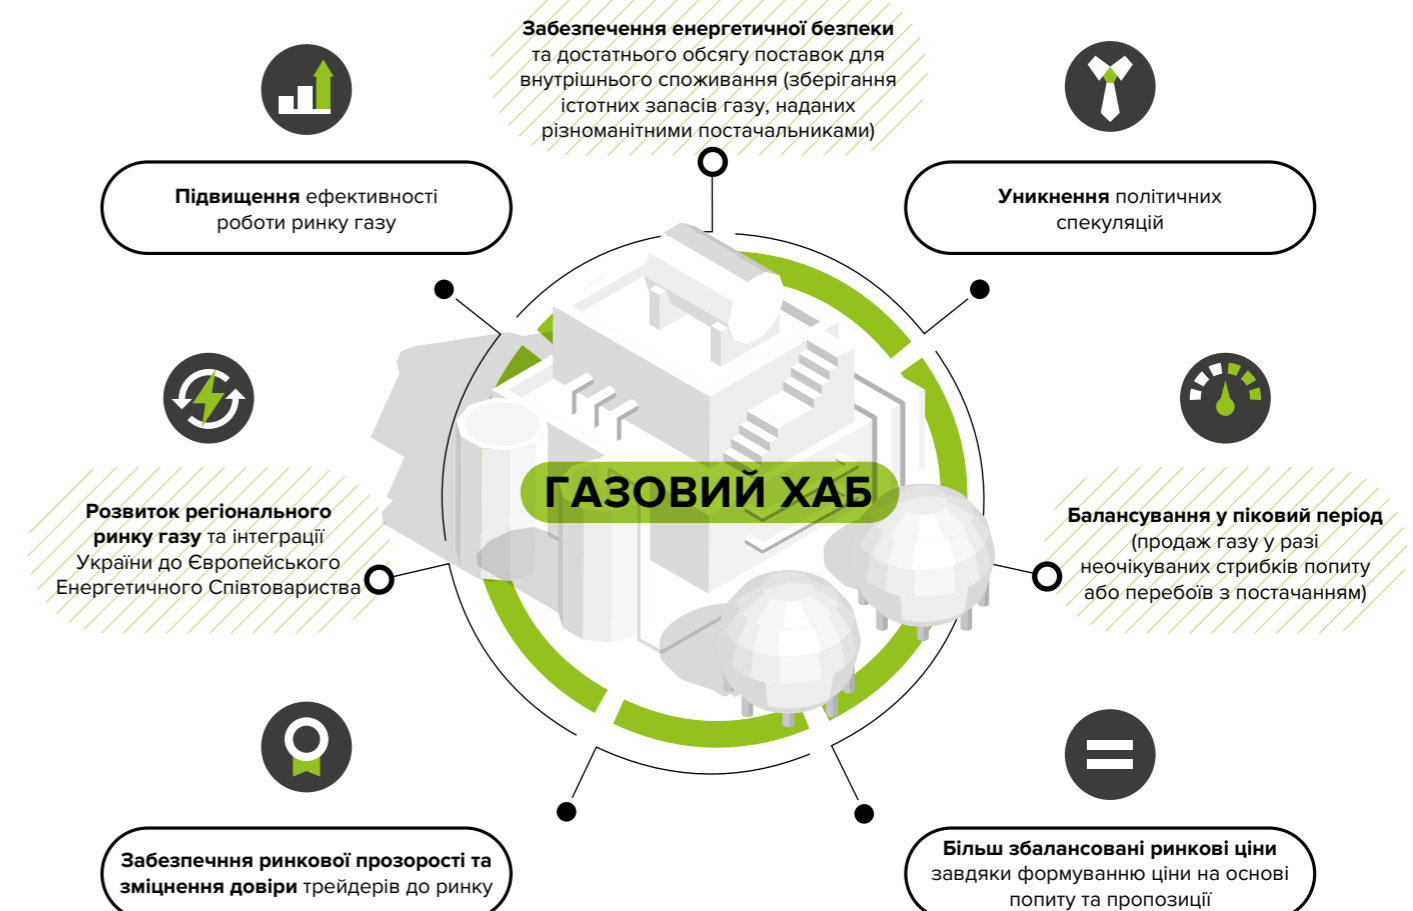 Забезпечення енергетичної безпеки
та достатнього обсягу поставок для
внутрішнього споживання (зберігання
істотних запасів газу, наданих
різноманітними постачальниками)
Підвищення ефективності
роботи ринку газу
Уникнення політичних
спекуляцій
ГАЗОВИЙ ХАБ
Розвиток регіонального
ринку газу та інтеграції
України до Європейського
Енергетичного Співтовариства
Балансування у піковий період
(продаж газу у разі
неочікуваних стрибків попиту
або перебоїв з постачанням)
Забезпечння ринкової прозорості та
зміцнення довіри трейдерів до ринку
Більш збалансовані ринкові ціни
завдяки формуванню ціни на основі
попиту та пропозиції